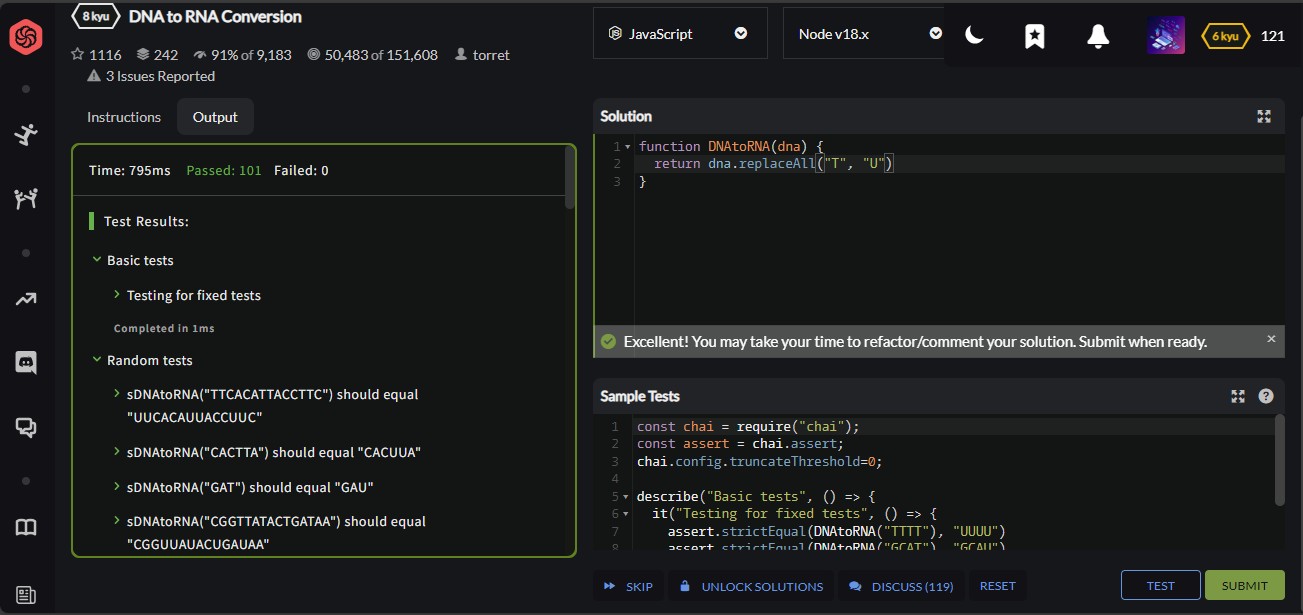 8 kyu DNA to RNA Conversion
1116 242 91% of 9,183 50,483 of 151,608 torret
3 Issues Reported
JavaScript
Node v18.x
6 kyu 121
Instructions Output
Time: 795ms Passed: 101 Failed: 0
Test Results:
Basic tests
Testing for fixed tests
Completed in 1ms
Random tests
sDNAtoRNA("TTCACATTACCTTC") should equal
"UUCACAUUACCUUC"
sDNAtoRNA("CACTTA") should equal "CACUUA"
sDNAtoRNA("GAT") should equal "GAU"
sDNAtoRNA("CGGTTATACTGATAA") should equal
"CGGUUAUACUGAUAA"
Solution
1 function DNAtoRNA(dna) {
2 return dna.replaceAll("T", "U")
3 }
Excellent! You may take your time to refactor/comment your solution. Submit when ready. ×
Sample Tests ?
1 const chai = require("chai");
2 const assert = chai.assert;
3 chai.config.truncateThreshold=0;
4
5 describe("Basic tests", () => {
6 it("Testing for fixed tests", () => {
7 assert.strictEqual(DNAtoRNA("TTTT"), "UUUU")
8 assert.strictEqual(DNAtoRNA("GCAT"), "GCAU")
SKIP UNLOCK SOLUTIONS DISCUSS (119) RESET TEST SUBMIT